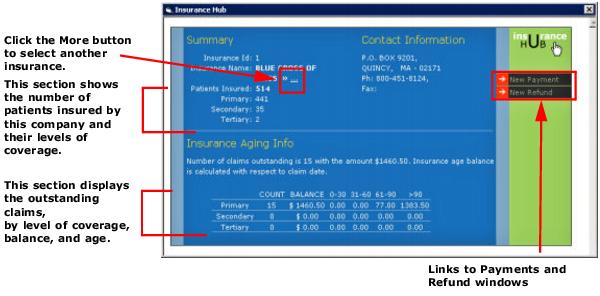 Insurance Hub
Click the More button
to select another
insurance.
This section shows
the number of
patients insured by
this company and
their levels of
coverage.
This section displays
the outstanding
claims,
by level of coverage,
balance, and age.
Summary
Insurance Id: 1
Insurance Name: BLUE CROSS OF
» ...
Patients Insured: 514
Primary: 441
Secondary: 35
Tertiary: 2
Contact Information
P.O. BOX 9201,
QUINCY, MA - 02171
Ph: 800-451-8124,
Fax:
insUrance
HUB
New Payment
New Refund
Insurance Aging Info
Number of claims outstanding is 15 with the amount $1460.50. Insurance age balance
is calculated with respect to claim date.
COUNT BALANCE 0-30 31-60 61-90 >90
Primary 15 $ 1460.50 0.00 0.00 77.00 1383.50
Secondary 0 $ 0.00 0.00 0.00 0.00 0.00
Tertiary 0 $ 0.00 0.00 0.00 0.00 0.00
Links to Payments and
Refund windows